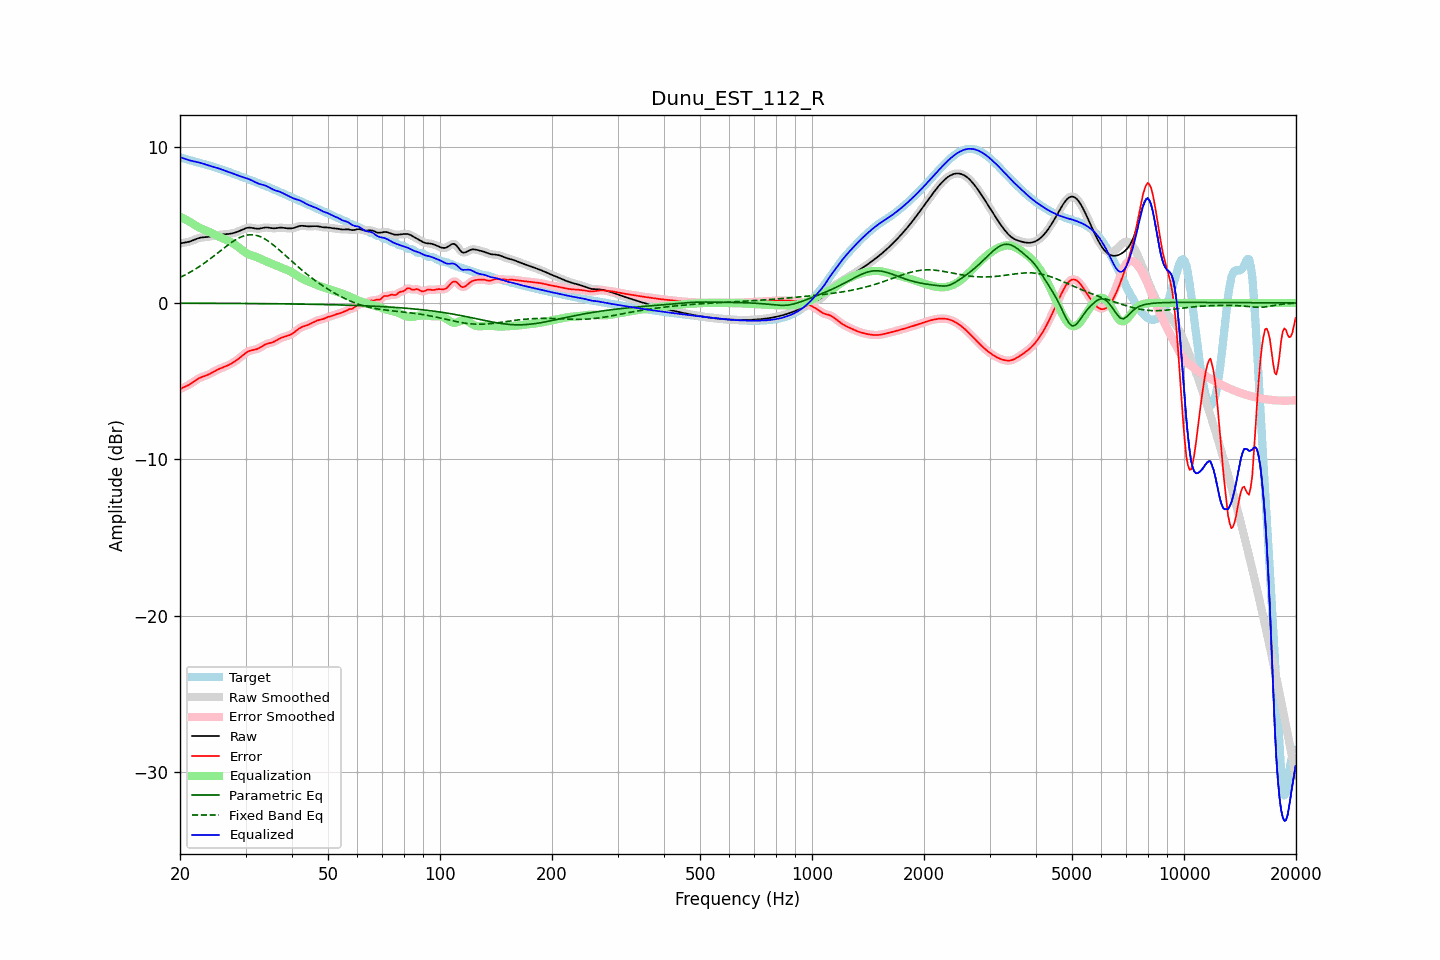 Dunu_EST_112_R
10
0
−10
−20
−30
Amplitude (dBr)
Target
Raw Smoothed
Error Smoothed
Raw
Error
Equalization
Parametric Eq
Fixed Band Eq
Equalized
20
50
100
200
500
1000
2000
5000
10000
20000
Frequency (Hz)